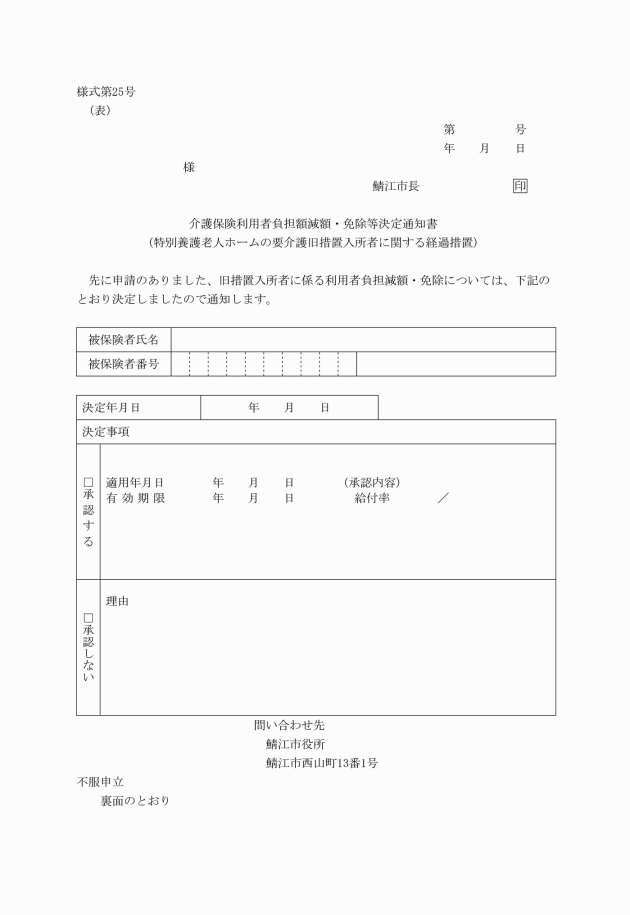 様式第25号
（表）
第　　　　　号
年　　月　　日
様
鯖江市長　　　　　　　　印
介護保険利用者負担額減額・免除等決定通知書
（特別養護老人ホームの要介護旧措置入所者に関する経過措置）
先に申請のありました、旧措置入所者に係る利用者負担減額・免除については、下記の
とおり決定しましたので通知します。
被保険者氏名
被保険者番号
決定年月日　　　　　　　　　年　　月　　日
決定事項
□承認する
適用年月日　　　　年　　月　　日　　　　（承認内容）
有効期限　　　　年　　月　　日　　　　　給付率　　　　／
□承認しない
理由
問い合わせ先
鯖江市役所
鯖江市西山町13番1号
不服申立
裏面のとおり